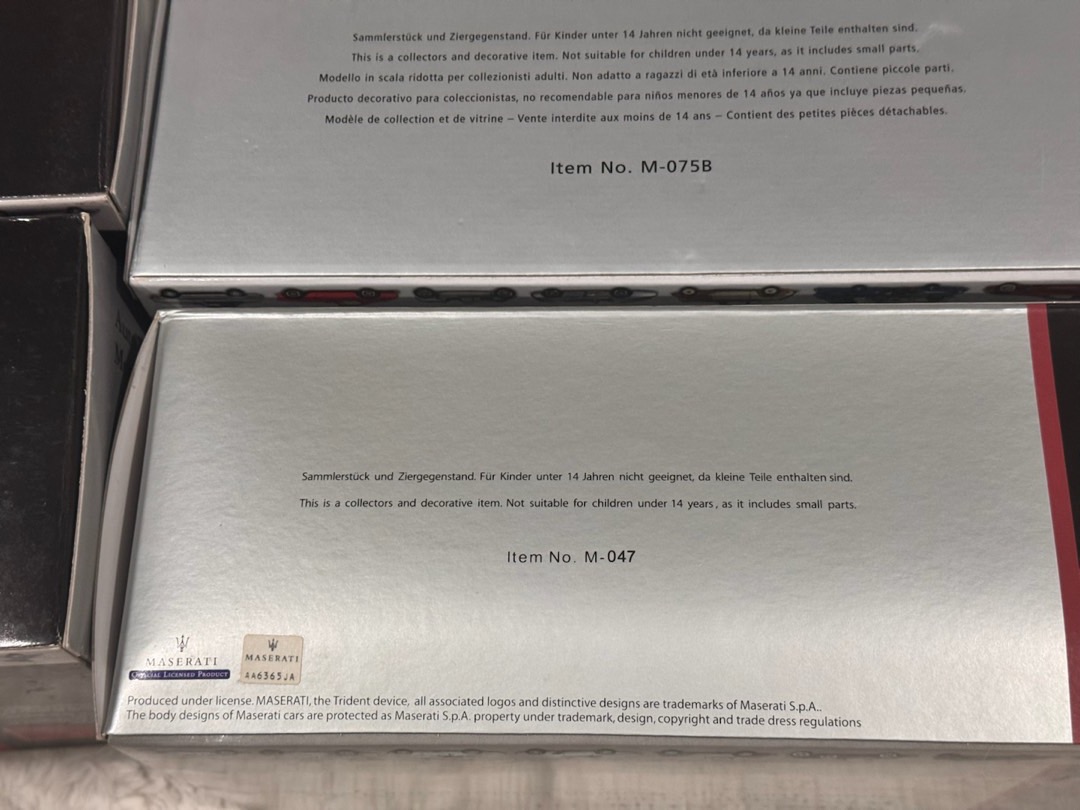 Sammlerstück und Ziergegenstand. Für Kinder unter 14 Jahren nicht geeignet, da kleine Teile enthalten sind.
This is a collectors and decorative item. Not suitable for children under 14 years, as it includes small parts.
Modello in scala ridotta per collezionisti adulti. Non adatto a ragazzi di età inferiore a 14 anni. Contiene piccole parti.
Producto decorativo para coleccionistas, no recomendable para niños menores de 14 años ya que incluye piezas pequeñas.
Modèle de collection et de vitrine – Vente interdite aux moins de 14 ans – Contient des petites pièces détachables.
Item No. M-075B
Sammlerstück und Ziergegenstand. Für Kinder unter 14 Jahren nicht geeignet, da kleine Teile enthalten sind.
This is a collectors and decorative item. Not suitable for children under 14 years, as it includes small parts.
Item No. M-047
MASERATI
OFFICIAL LICENSED PRODUCT
MASERATI
AA6365JA
Produced under license. MASERATI, the Trident device, all associated logos and distinctive designs are trademarks of Maserati S.p.A..
The body designs of Maserati cars are protected as Maserati S.p.A. property under trademark, design, copyright and trade dress regulations